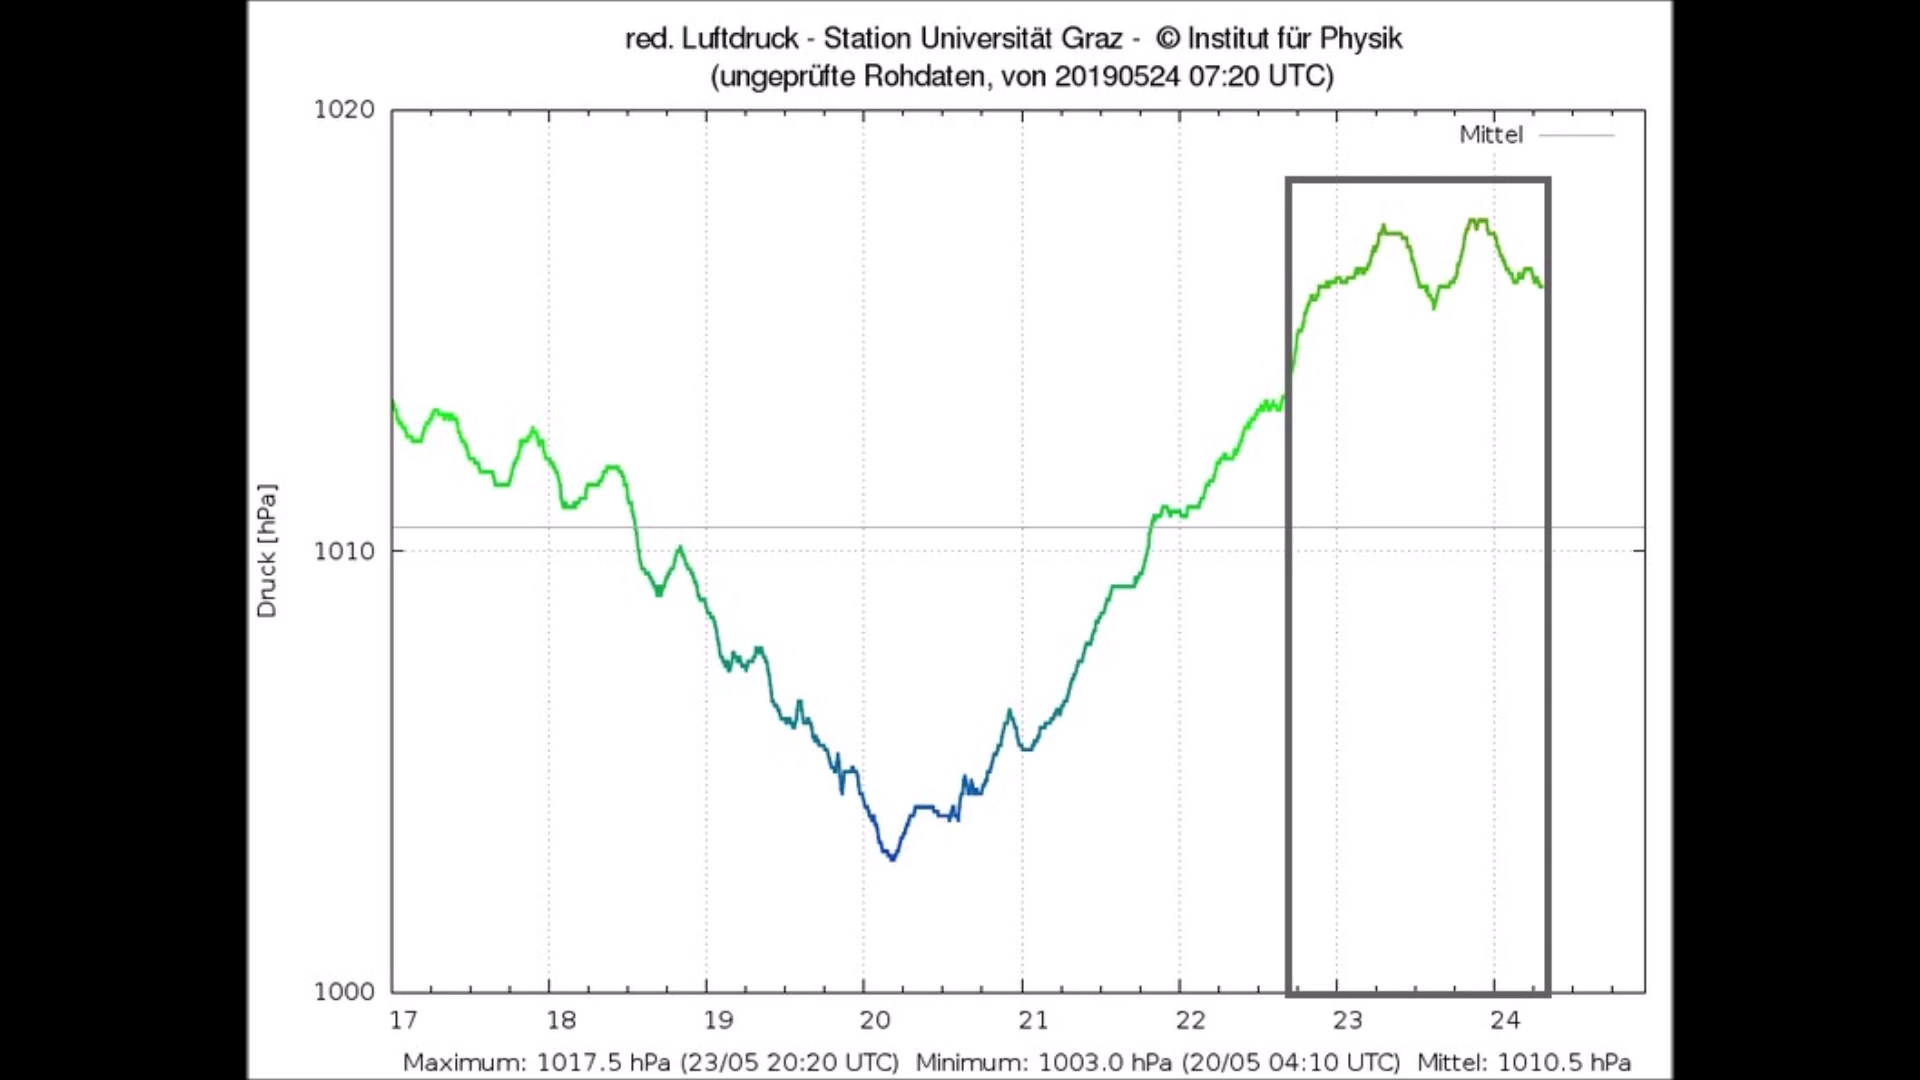 red. Luftdruck - Station Universität Graz - © Institut für Physik
(ungeprüfte Rohdaten, von 20190524 07:20 UTC)
1020
Mittel
Druck [hPa]
1010
1000
17 18 19 20 21 22 23 24
Maximum: 1017.5 hPa (23/05 20:20 UTC) Minimum: 1003.0 hPa (20/05 04:10 UTC) Mittel: 1010.5 hPa